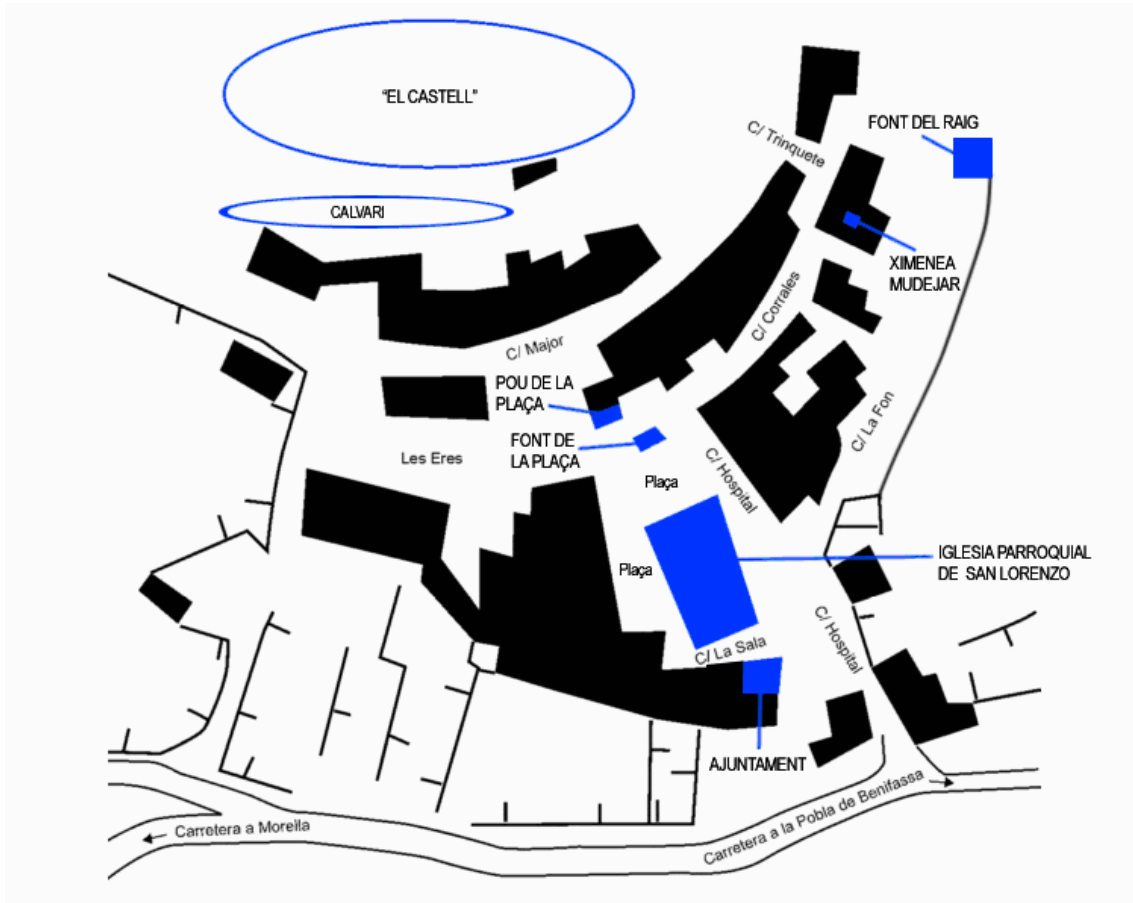 “EL CASTELL”
C/ Trinquete
FONT DEL RAIG
CALVARI
XIMENEA
MUDEJAR
C/ Corrales
C/ Major
POU DE LA
PLAÇA
FONT DE
LA PLAÇA
Les Eres
C/ La Fon
Plaça
C/ Hospital
Plaça
IGLESIA PARROQUIAL
DE SAN LORENZO
C/ La Sala
C/ Hospital
AJUNTAMENT
Carretera a Morella
Carretera a la Pobla de Benifassa